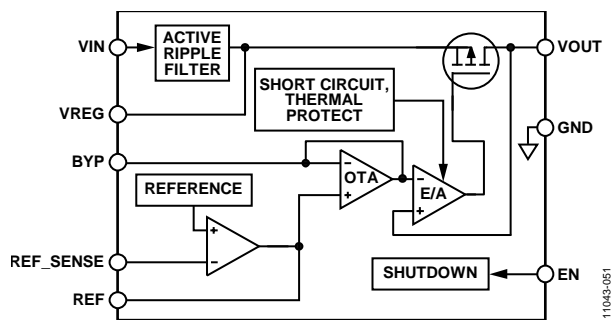 VIN
ACTIVE
RIPPLE
FILTER
VOUT
SHORT CIRCUIT,
THERMAL
PROTECT
VREG
GND
BYP
–
OTA
+
–
E/A
+
REFERENCE
+
–
REF_SENSE
SHUTDOWN
EN
REF
11043-051